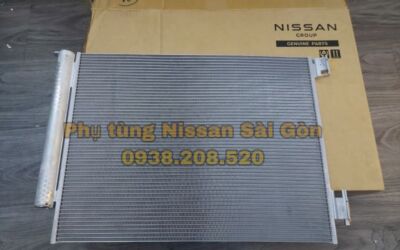 NISSAN
GROUP
GENUINE PARTS
Phụ tùng Nissan Sài Gòn
0938.208.520